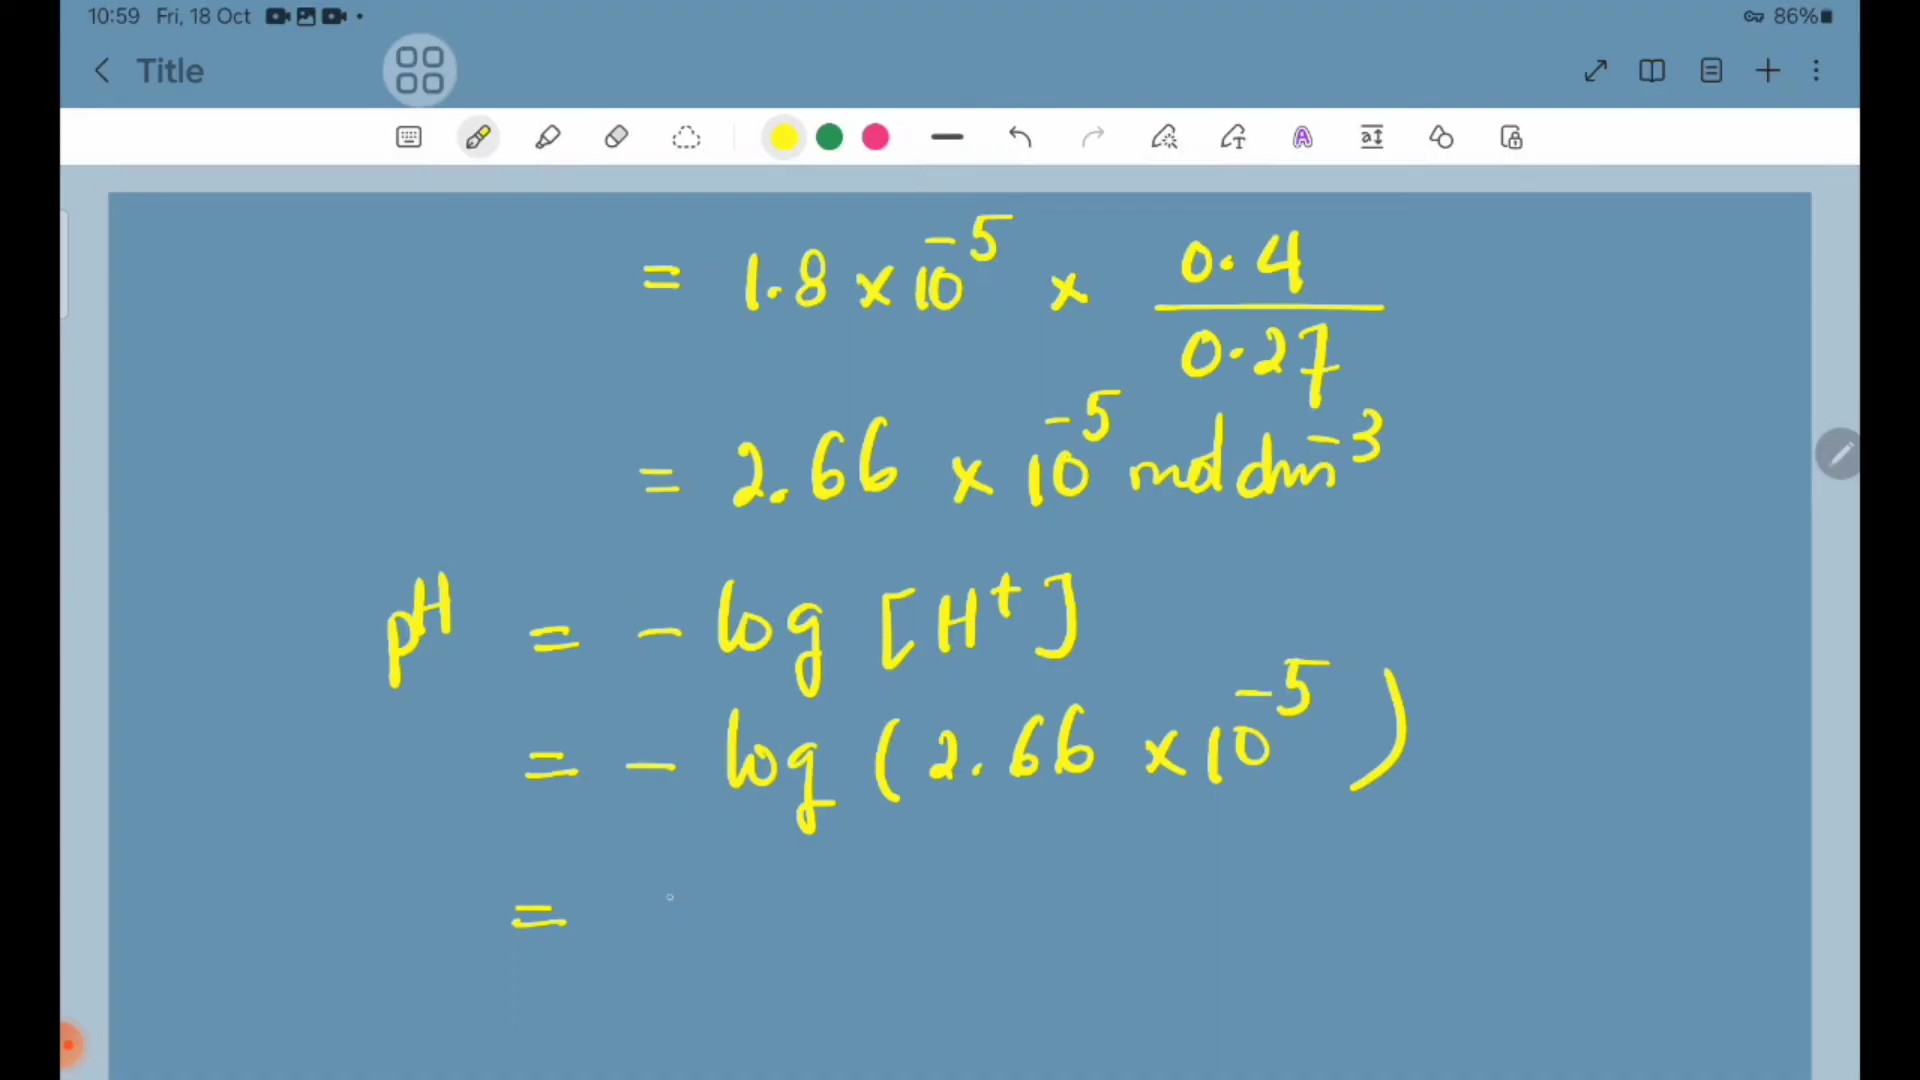 10:59 Fri, 18 Oct 86%
Title
= 1.8 × 10⁻⁵ × 0.4 / 0.27
= 2.66 × 10⁻⁵ mol dm⁻³
pH = - log [H⁺]
= - log (2.66 × 10⁻⁵)
=